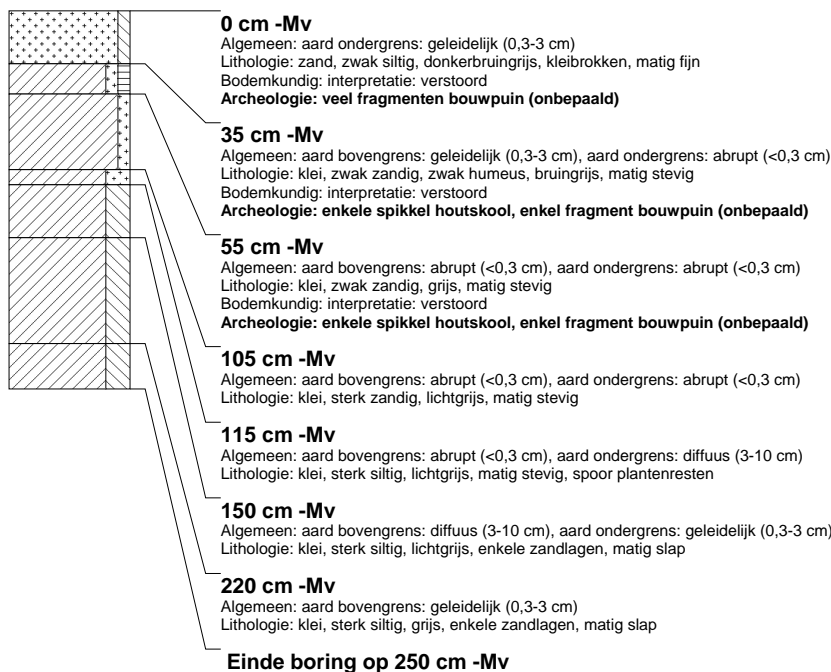 0 cm -Mv
Algemeen: aard ondergrens: geleidelijk (0,3-3 cm)
Lithologie: zand, zwak siltig, donkerbruingrijs, kleibrokken, matig fijn
Bodemkundig: interpretatie: verstoord
Archeologie: veel fragmenten bouwpuin (onbepaald)
35 cm -Mv
Algemeen: aard bovengrens: geleidelijk (0,3-3 cm), aard ondergrens: abrupt (<0,3 cm)
Lithologie: klei, zwak zandig, zwak humeus, bruingrijs, matig stevig
Bodemkundig: interpretatie: verstoord
Archeologie: enkele spikkel houtskool, enkel fragment bouwpuin (onbepaald)
55 cm -Mv
Algemeen: aard bovengrens: abrupt (<0,3 cm), aard ondergrens: abrupt (<0,3 cm)
Lithologie: klei, zwak zandig, grijs, matig stevig
Bodemkundig: interpretatie: verstoord
Archeologie: enkele spikkel houtskool, enkel fragment bouwpuin (onbepaald)
105 cm -Mv
Algemeen: aard bovengrens: abrupt (<0,3 cm), aard ondergrens: abrupt (<0,3 cm)
Lithologie: klei, sterk zandig, lichtgrijs, matig stevig
115 cm -Mv
Algemeen: aard bovengrens: abrupt (<0,3 cm), aard ondergrens: diffuus (3-10 cm)
Lithologie: klei, sterk siltig, lichtgrijs, matig stevig, spoor plantenresten
150 cm -Mv
Algemeen: aard bovengrens: diffuus (3-10 cm), aard ondergrens: geleidelijk (0,3-3 cm)
Lithologie: klei, sterk siltig, lichtgrijs, enkele zandlagen, matig slap
220 cm -Mv
Algemeen: aard bovengrens: geleidelijk (0,3-3 cm)
Lithologie: klei, sterk siltig, grijs, enkele zandlagen, matig slap
Einde boring op 250 cm -Mv